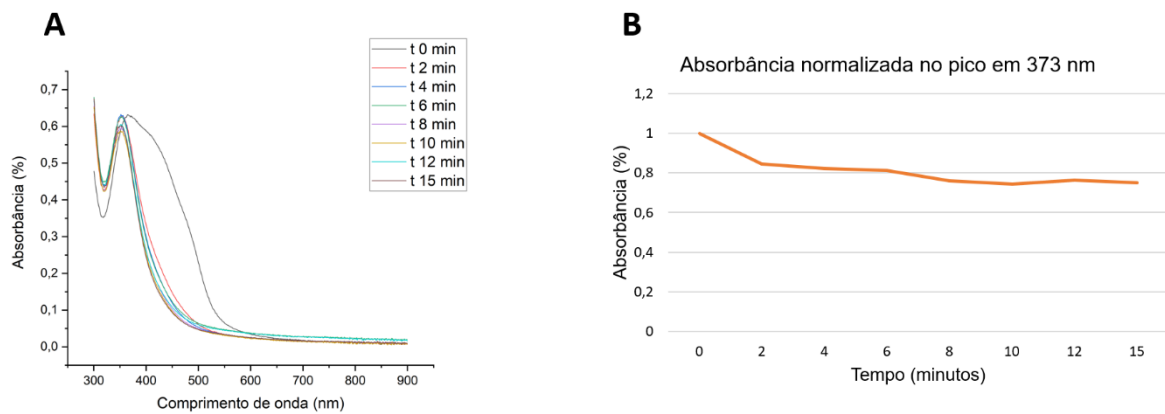 A
t 0 min
t 2 min
t 4 min
t 6 min
t 8 min
t 10 min
t 12 min
t 15 min
0,7
0,6
0,5
0,4
0,3
0,2
0,1
0,0
Absorbância (%)
300 400 500 600 700 800 900
Comprimento de onda (nm)
B
Absorbância normalizada no pico em 373 nm
1,2
1
0,8
0,6
0,4
0,2
0
Absorbância (%)
0 2 4 6 8 10 12 15
Tempo (minutos)